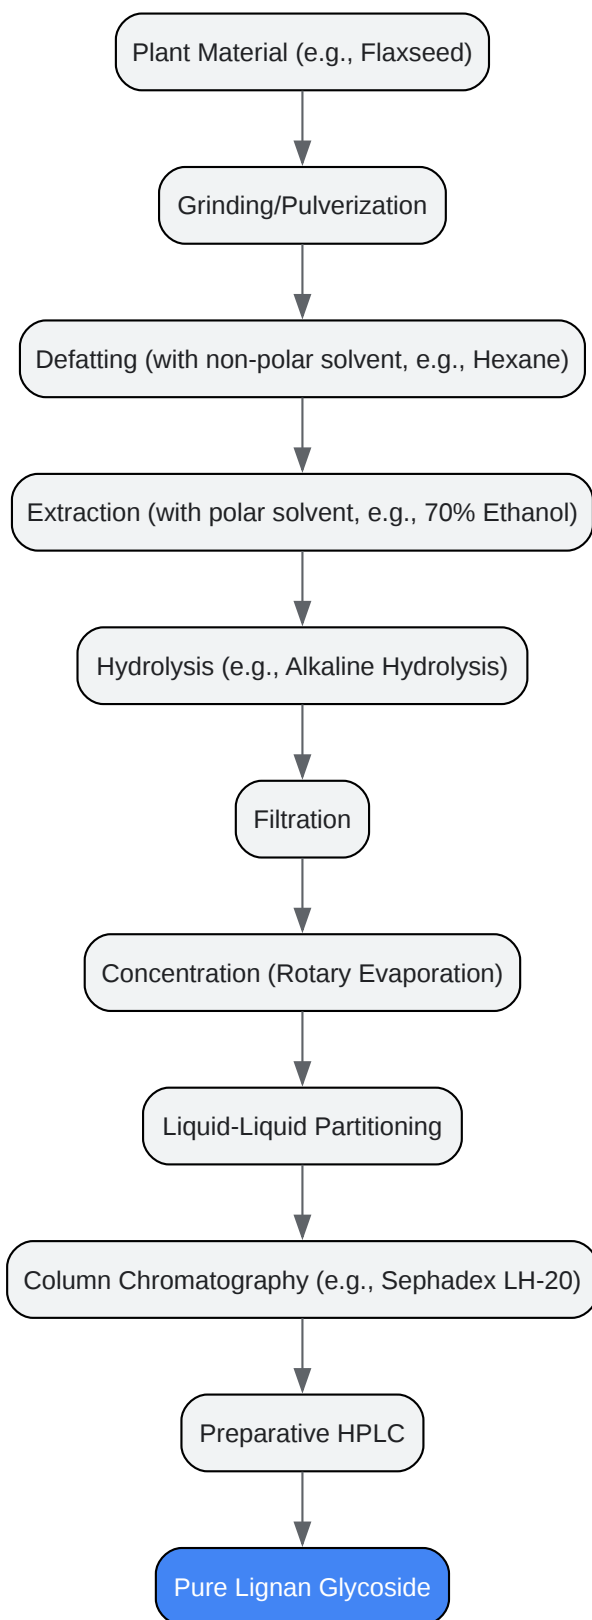 Plant Material (e.g., Flaxseed)
Grinding/Pulverization
Defatting (with non-polar solvent, e.g., Hexane)
Extraction (with polar solvent, e.g., 70% Ethanol)
Hydrolysis (e.g., Alkaline Hydrolysis)
Filtration
Concentration (Rotary Evaporation)
Liquid-Liquid Partitioning
Column Chromatography (e.g., Sephadex LH-20)
Preparative HPLC
Pure Lignan Glycoside